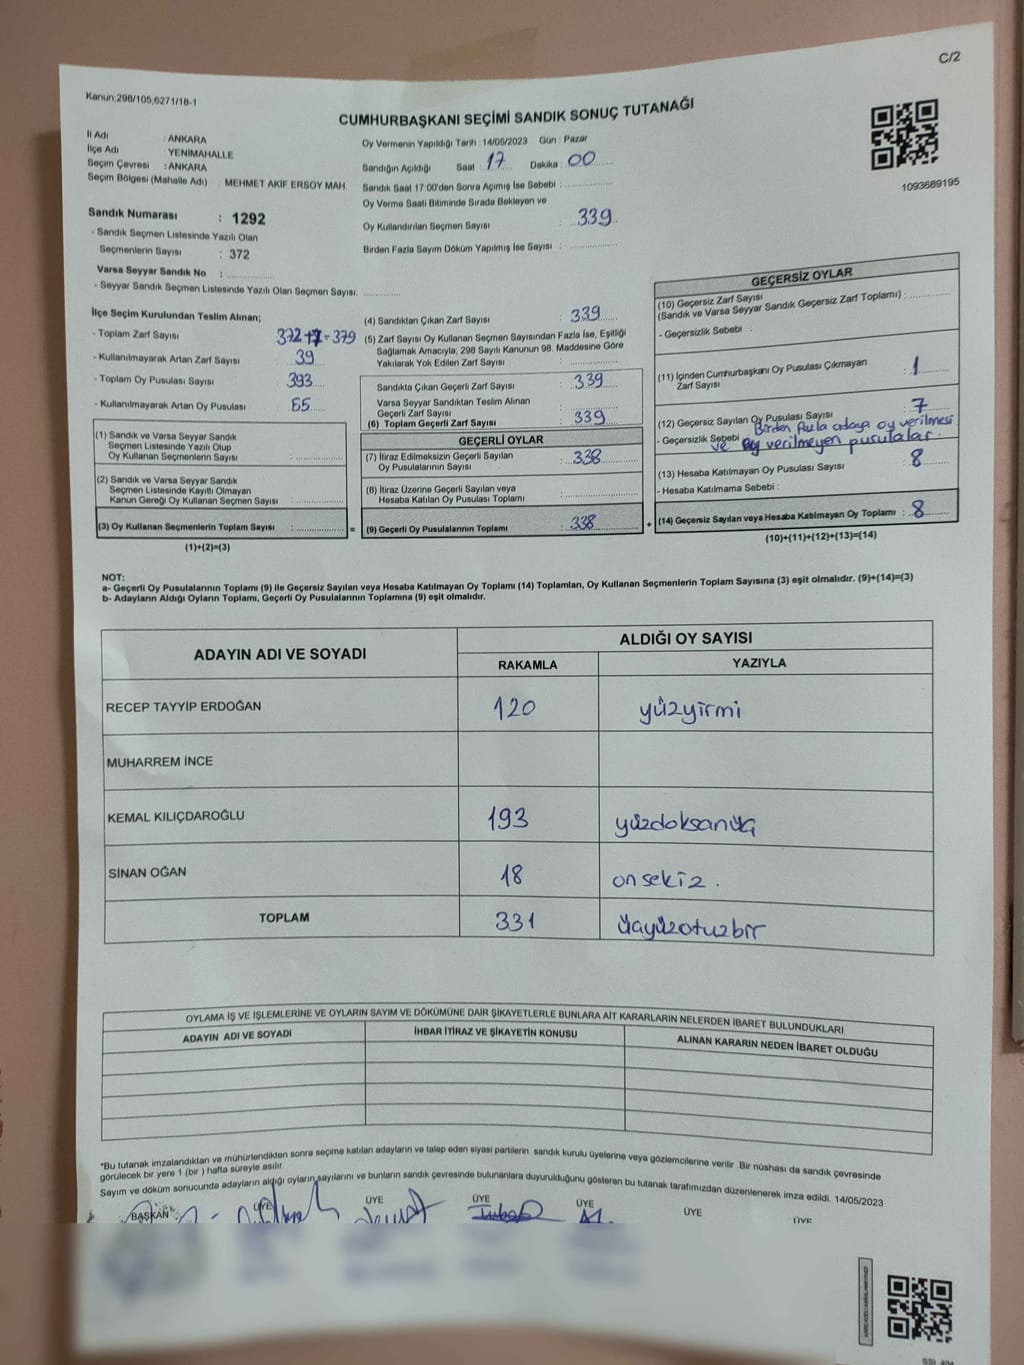 C/2
Kanun;298/105,6271/18-1
CUMHURBAŞKANI SEÇİMİ SANDIK SONUÇ TUTANAĞI
İl Adı : ANKARA
İlçe Adı : YENİMAHALLE
Seçim Çevresi : ANKARA
Seçim Bölgesi (Mahalle Adı) : MEHMET AKİF ERSOY MAH.
Sandık Numarası : 1292
- Sandık Seçmen Listesinde Yazılı Olan
Seçmenlerin Sayısı : 372
Varsa Seyyar Sandık No :
- Seyyar Sandık Seçmen Listesinde Yazılı Olan Seçmen Sayısı:
Oy Vermenin Yapıldığı Tarih : 14/05/2023 Gün : Pazar
Sandığın Açıldığı Saat : 17 Dakika : 00
Sandık Saat 17:00'den Sonra Açımış İse Sebebi :
Oy Verme Saati Bitiminde Sırada Bekleyen ve
Oy Kullandırılan Seçmen Sayısı : 339
Birden Fazla Sayım Döküm Yapılmış İse Sayısı :
1093689195
İlçe Seçim Kurulundan Teslim Alınan;
- Toplam Zarf Sayısı : 372+7=379
- Kullanılmayarak Artan Zarf Sayısı : 39
- Toplam Oy Pusulası Sayısı : 393
- Kullanılmayarak Artan Oy Pusulası : 55
(1) Sandık ve Varsa Seyyar Sandık
Seçmen Listesinde Yazılı Olup
Oy Kullanan Seçmenlerin Sayısı :
(2) Sandık ve Varsa Seyyar Sandık
Seçmen Listesinde Kayıtlı Olmayan
Kanun Gereği Oy Kullanan Seçmen Sayısı :
(3) Oy Kullanan Seçmenlerin Toplam Sayısı : =
(1)+(2)=(3)
(4) Sandıktan Çıkan Zarf Sayısı : 339
(5) Zarf Sayısı Oy Kullanan Seçmen Sayısından Fazla İse, Eşitliği
Sağlamak Amacıyla; 298 Sayılı Kanunun 98. Maddesine Göre
Yakılarak Yok Edilen Zarf Sayısı :
Sandıkta Çıkan Geçerli Zarf Sayısı : 339
Varsa Seyyar Sandıktan Teslim Alınan
Geçerli Zarf Sayısı :
(6) Toplam Geçerli Zarf Sayısı : 339
GEÇERLİ OYLAR
(7) İtiraz Edilmeksizin Geçerli Sayılan
Oy Pusulalarının Sayısı : 338
(8) İtiraz Üzerine Geçerli Sayılan veya
Hesaba Katılan Oy Pusulası Toplamı :
(9) Geçerli Oy Pusulalarının Toplamı : 338 +
GEÇERSİZ OYLAR
(10) Geçersiz Zarf Sayısı
(Sandık ve Varsa Seyyar Sandık Geçersiz Zarf Toplamı) :
- Geçersizlik Sebebi :
(11) İçinden Cumhurbaşkanı Oy Pusulası Çıkmayan
Zarf Sayısı : 1
(12) Geçersiz Sayılan Oy Pusulası Sayısı : 7
- Geçersizlik Sebebi Birden fazla adaya oy verilmesi
ve oy verilmeyen pusulalar.
(13) Hesaba Katılmayan Oy Pusulası Sayısı : 8
- Hesaba Katılmama Sebebi :
(14) Geçersiz Sayılan veya Hesaba Katılmayan Oy Toplamı : 8
(10)+(11)+(12)+(13)=(14)
NOT:
a- Geçerli Oy Pusulalarının Toplamı (9) ile Geçersiz Sayılan veya Hesaba Katılmayan Oy Toplamı (14) Toplamları, Oy Kullanan Seçmenlerin Toplam Sayısına (3) eşit olmalıdır. (9)+(14)=(3)
b- Adayların Aldığı Oyların Toplamı, Geçerli Oy Pusulalarının Toplamına (9) eşit olmalıdır.
ADAYIN ADI VE SOYADI
ALDIĞI OY SAYISI
RAKAMLA YAZIYLA
RECEP TAYYİP ERDOĞAN 120 yüzyirmi
MUHARREM İNCE
KEMAL KILIÇDAROĞLU 193 yüzdoksanüç
SİNAN OĞAN 18 onsekiz.
TOPLAM 331 üçyüzotuzbir
OYLAMA İŞ VE İŞLEMLERİNE VE OYLARIN SAYIM VE DÖKÜMÜNE DAİR ŞİKAYETLERLE BUNLARA AİT KARARLARIN NELERDEN İBARET BULUNDUKLARI
ADAYIN ADI VE SOYADI İHBAR İTİRAZ VE ŞİKAYETİN KONUSU ALINAN KARARIN NEDEN İBARET OLDUĞU
*Bu tutanak imzalandıktan ve mühürlendikten sonra seçime katılan adayların ve talep eden siyasi partilerin sandık kurulu üyelerine veya gözlemcilerine verilir. Bir nüshası da sandık çevresinde
görülecek bir yere 1 (bir ) hafta süreyle asılır.
Sayım ve döküm sonucunda adayların aldığı oyların sayılarını ve bunların sandık çevresinde bulunanlara duyurulduğunu gösteren bu tutanak tarafımızdan düzenlenerek imza edildi. 14/05/2023
BAŞKAN ÜYE ÜYE ÜYE ÜYE ÜYE ÜYE